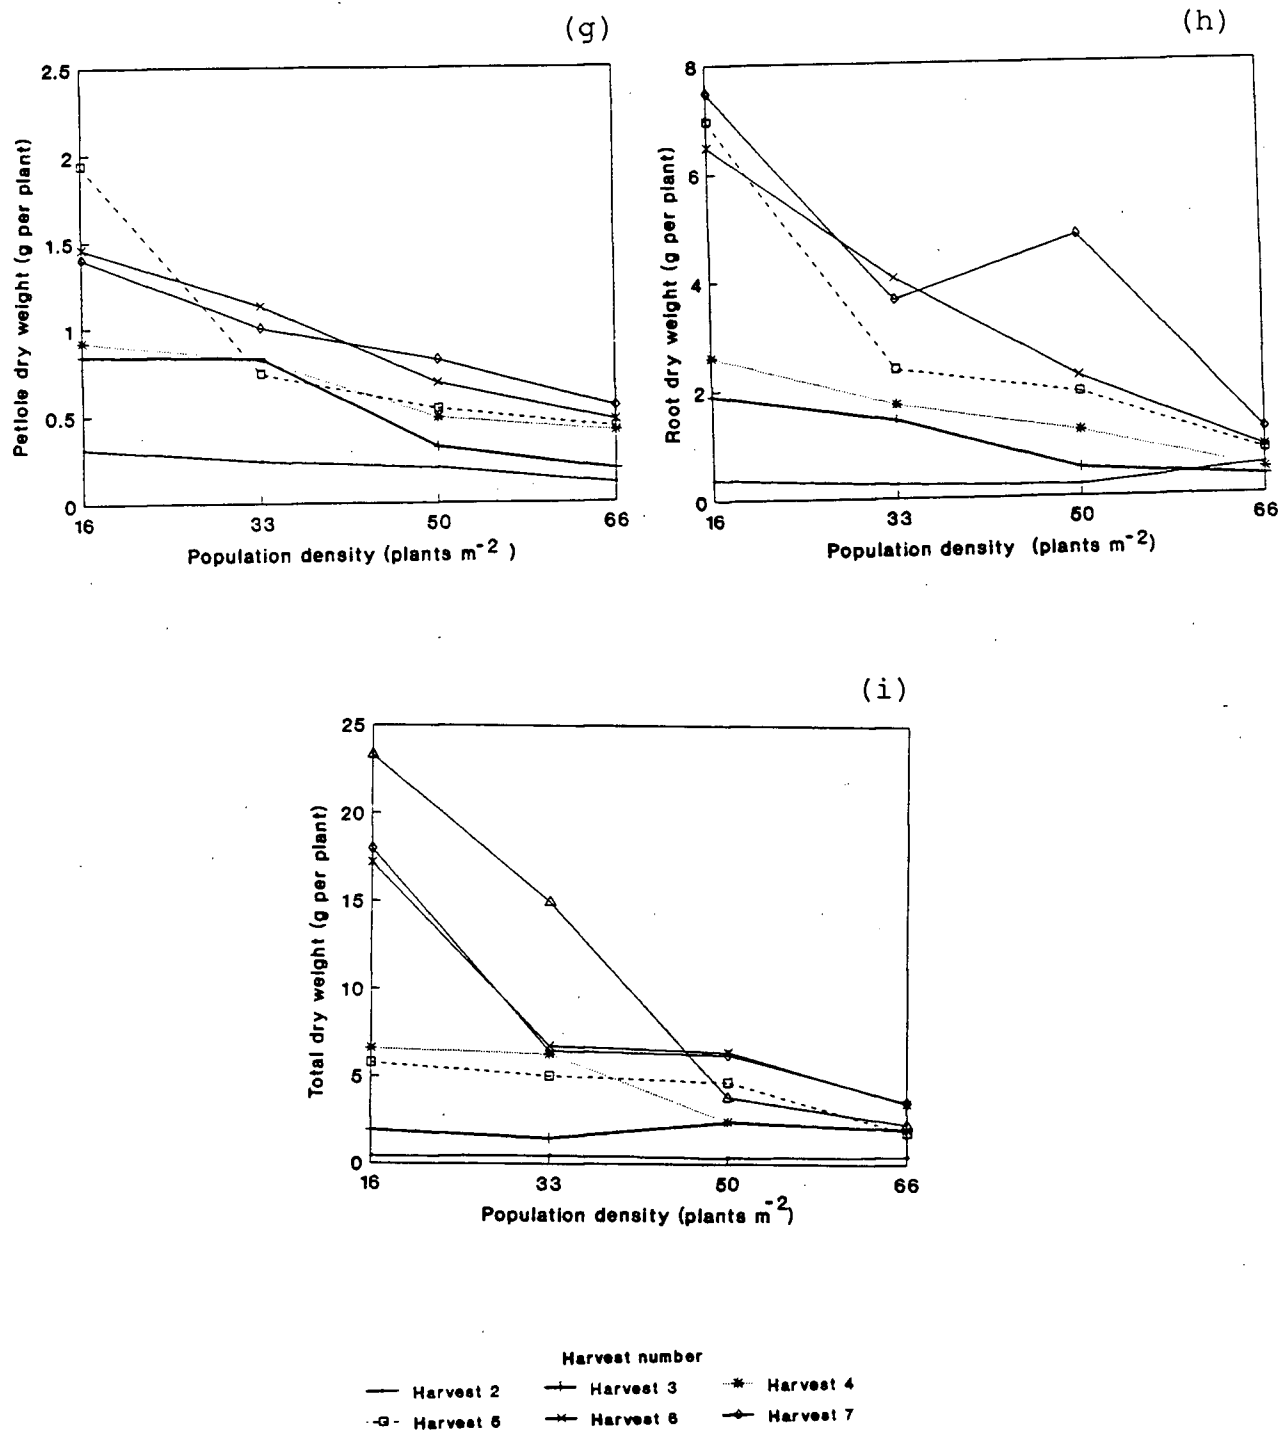 (g)
2.5
2
1.5
1
0.5
0
Petiole dry weight (g per plant)
16 33 50 66
Population density (plants m-2 )
(h)
8
6
4
2
0
Root dry weight (g per plant)
16 33 50 66
Population density (plants m-2)
(i)
25
20
15
10
5
0
Total dry weight (g per plant)
16 33 50 66
Population density (plants m-2)
Harvest number
Harvest 2 Harvest 3 Harvest 4
Harvest 5 Harvest 6 Harvest 7